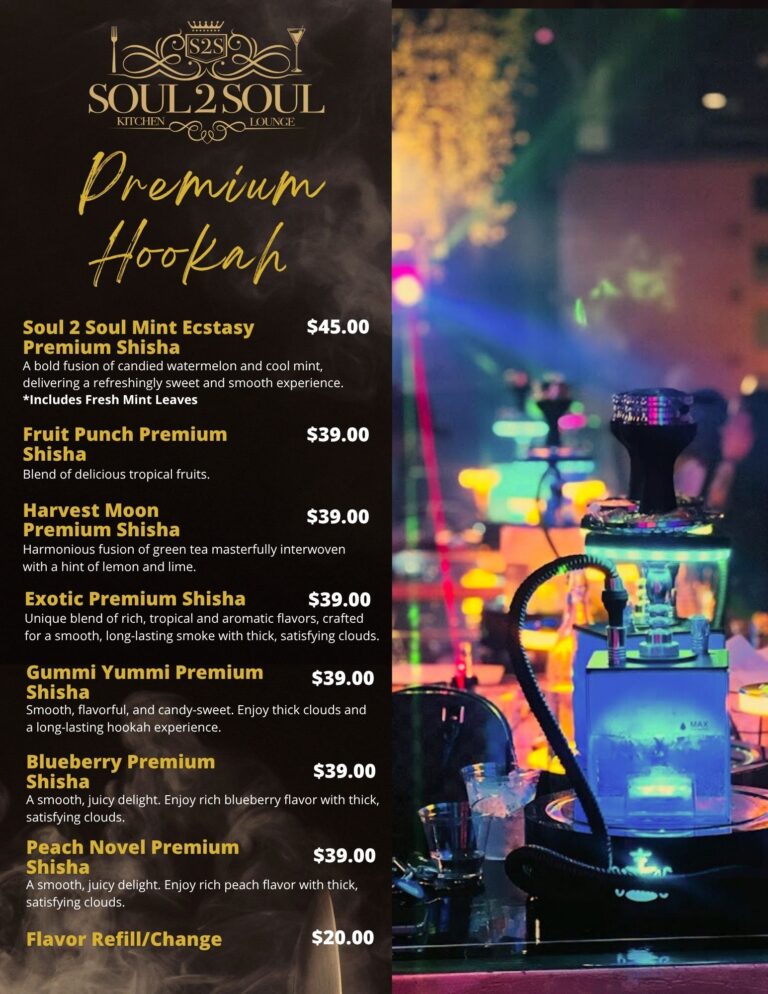 S2S
SOUL 2 SOUL
KITCHEN LOUNGE
Premium
Hookah
Soul 2 Soul Mint Ecstasy $45.00
Premium Shisha
A bold fusion of candied watermelon and cool mint,
delivering a refreshingly sweet and smooth experience.
*Includes Fresh Mint Leaves
Fruit Punch Premium $39.00
Shisha
Blend of delicious tropical fruits.
Harvest Moon $39.00
Premium Shisha
Harmonious fusion of green tea masterfully interwoven
with a hint of lemon and lime.
Exotic Premium Shisha $39.00
Unique blend of rich, tropical and aromatic flavors, crafted
for a smooth, long-lasting smoke with thick, satisfying clouds.
Gummi Yummi Premium $39.00
Shisha
Smooth, flavorful, and candy-sweet. Enjoy thick clouds and
a long-lasting hookah experience.
Blueberry Premium $39.00
Shisha
A smooth, juicy delight. Enjoy rich blueberry flavor with thick,
satisfying clouds.
Peach Novel Premium $39.00
Shisha
A smooth, juicy delight. Enjoy rich peach flavor with thick,
satisfying clouds.
Flavor Refill/Change $20.00
MAX